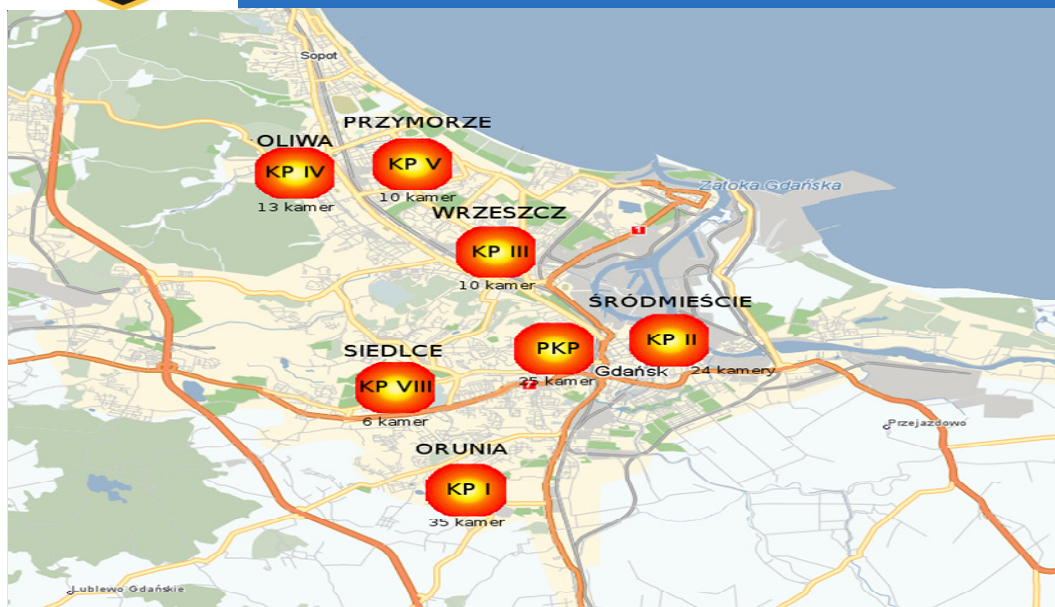 Sopot
PRZYMORZE
OLIWA
KP V
KP IV
10 kamer
13 kamer
Zatoka Gdańska
WRZESZCZ
1
KP III
10 kamer
ŚRÓDMIEŚCIE
KP II
PKP
SIEDLCE
Gdańsk
24 kamery
25 kamer
7
KP VIII
6 kamer
Przejazdowo
ORUNIA
KP I
35 kamer
Lublewo Gdańskie